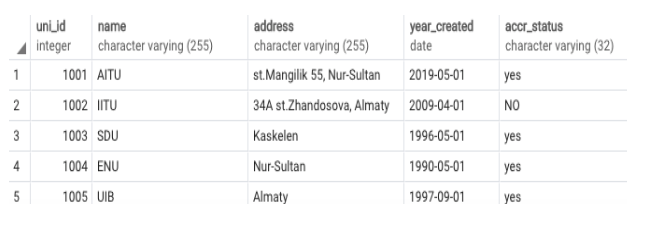 uni_id name address year_created accr_status
integer character varying (255) character varying (255) date character varying (32)
1 1001 AITU st.Mangilik 55, Nur-Sultan 2019-05-01 yes
2 1002 IITU 34A st.Zhandosova, Almaty 2009-04-01 NO
3 1003 SDU Kaskelen 1996-05-01 yes
4 1004 ENU Nur-Sultan 1990-05-01 yes
5 1005 UIB Almaty 1997-09-01 yes